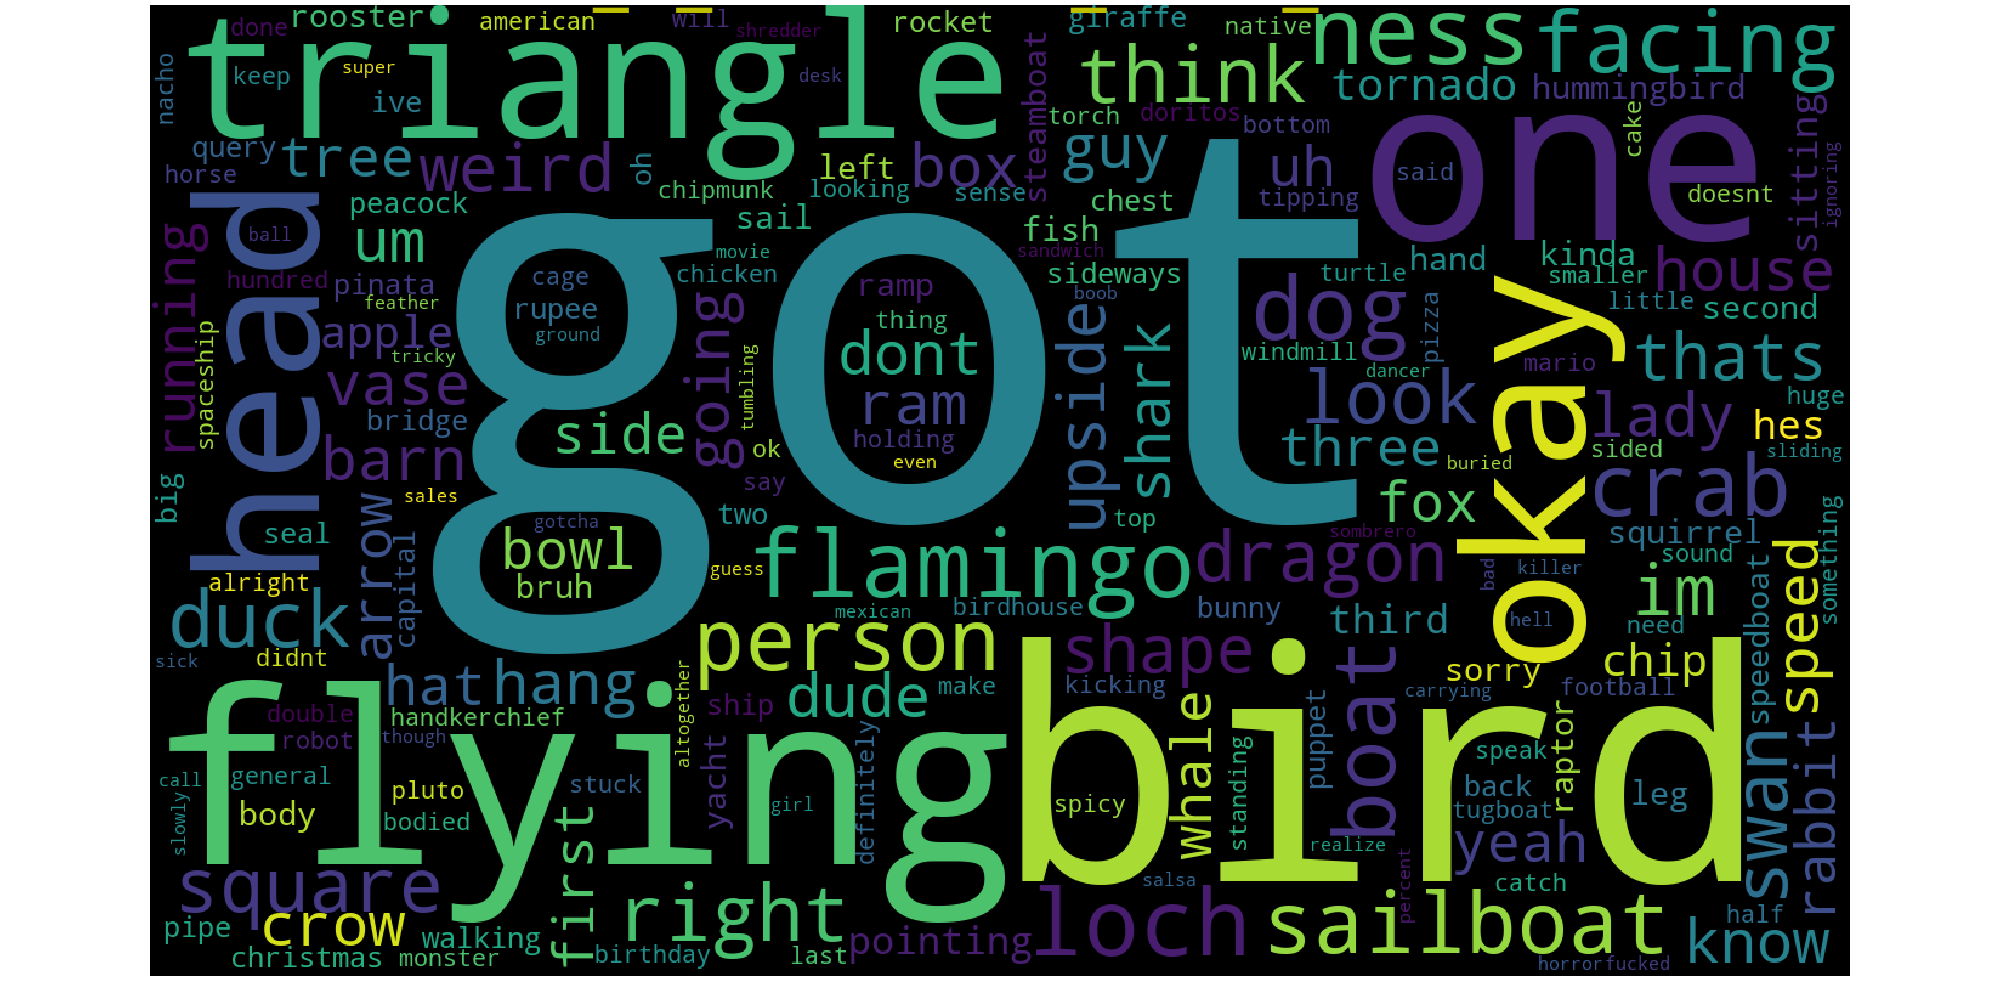 rooster
american
will
shredder
rocket
giraffe
native
ness
facing
done
triangle
think
keep
super
desk
nacho
ive
steamboat
tornado
hummingbird
query
tree
weird
left
box
doritos
torch
guy
bottom
uh
one
said
cake
sitting
horse
oh
chipmunk
looking
sense
chest
tipping
doesnt
ignoring
peacock
sail
fish
head
running
ball
um
movie
sandwich
sideways
hand
kinda
smaller
house
hundred
pinata
feather
cage
rupee
ground
chicken
ramp
thing
boob
turtle
little
second
got
spaceship
apple
tricky
going
tumbling
dont
upside
shark
dog
windmill
pizza
dancer
okay
mario
thats
vase
bridge
side
ram
holding
even
look
lady
huge
hes
barn
ok
three
buried
sided
sliding
big
sales
say
fox
crab
seal
arrow
capital
gotcha
two
top
sombrero
squirrel
bowl
bruh
guess
flamingo
dragon
bad
killer
sound
speed
something
alright
duck
mexican
birdhouse
bunny
third
hell
im
need
speedboat
sick
didnt
hat
hang
person
shape
boat
sorry
chip
altogether
make
kicking
carrying
football
double
handkerchief
ship
dude
whale
puppet
robot
though
yacht
definitely
standing
speak
raptor
swan
rabbit
call
general
pluto
stuck
flying
girl
spicy
bird
back
leg
slowly
body
bodied
first
tugboat
realize
yeah
square
salsa
percent
catch
pipe
crow
walking
right
pointing
loch
sailboat
half
know
christmas
monster
birthday
last
horrorfucked